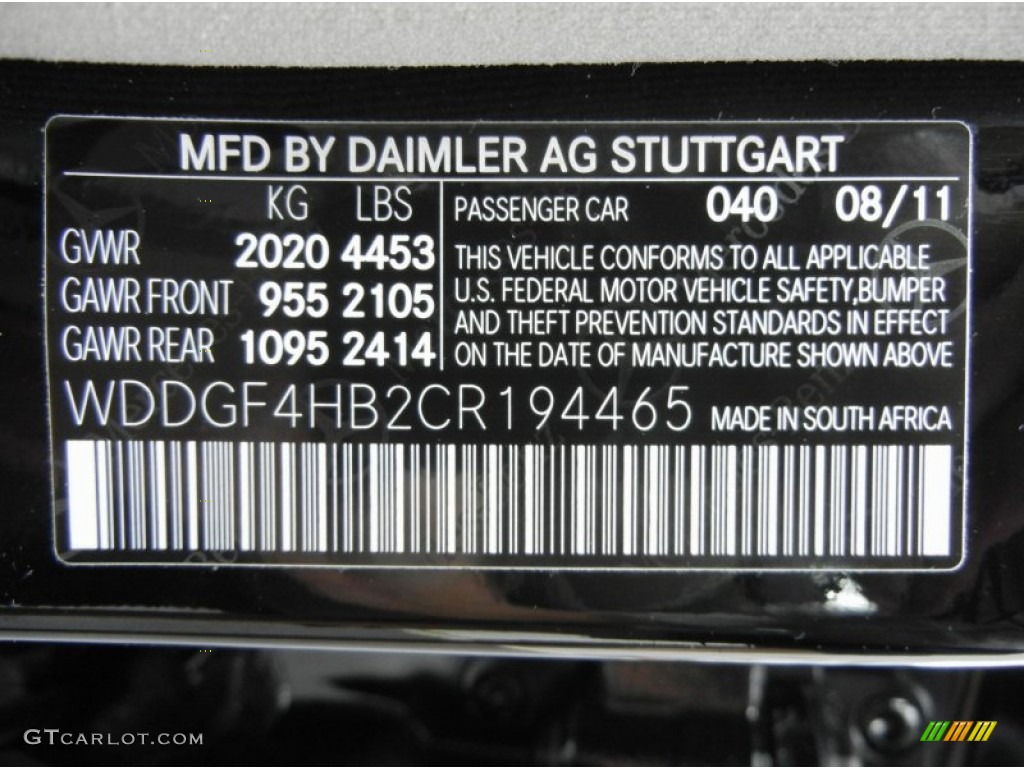 MFD BY DAIMLER AG STUTTGART
KG LBS
GVWR 2020 4453
GAWR FRONT 955 2105
GAWR REAR 1095 2414
PASSENGER CAR 040 08/11
THIS VEHICLE CONFORMS TO ALL APPLICABLE
U.S. FEDERAL MOTOR VEHICLE SAFETY,BUMPER
AND THEFT PREVENTION STANDARDS IN EFFECT
ON THE DATE OF MANUFACTURE SHOWN ABOVE
WDDGF4HB2CR194465 MADE IN SOUTH AFRICA
GTCARLOT.COM